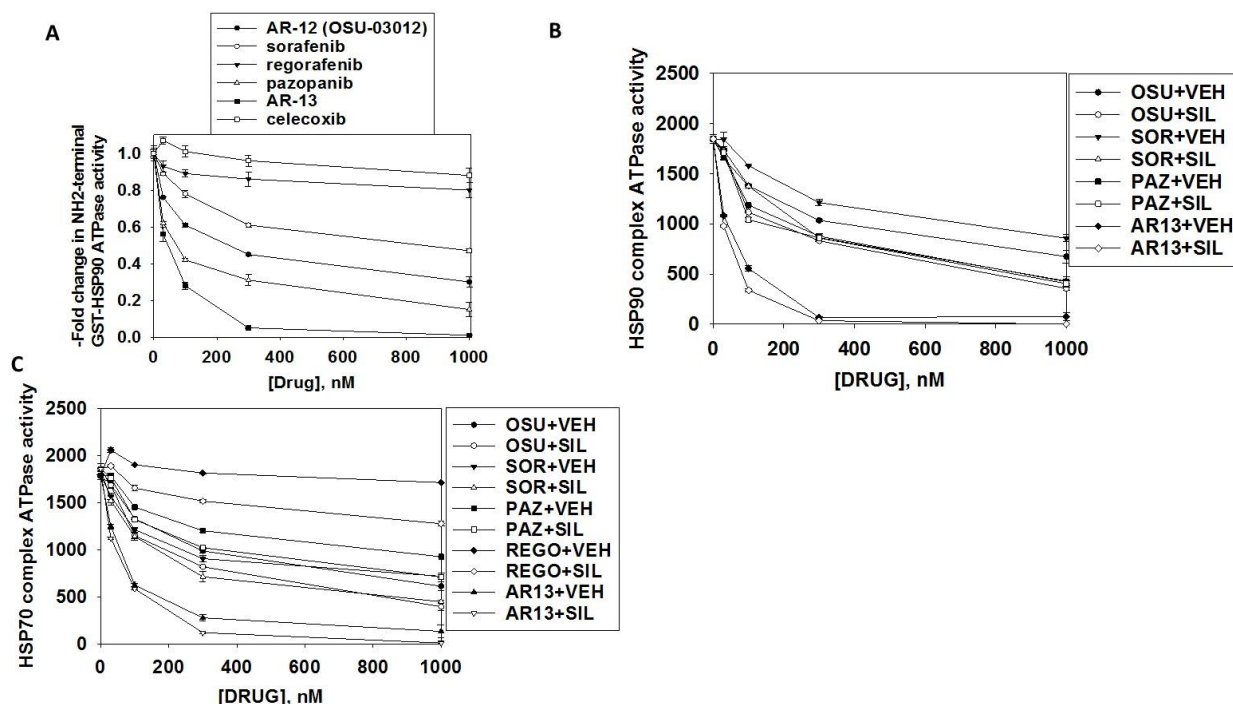 A
AR-12 (OSU-03012)
sorafenib
regorafenib
pazopanib
AR-13
celecoxib
-Fold change in NH2-terminal
GST-HSP90 ATPase activity
1.0
0.8
0.6
0.4
0.2
0.0
0 200 400 600 800 1000
[Drug], nM
B
HSP90 complex ATPase activity
2500
2000
1500
1000
500
0
0 200 400 600 800 1000
[DRUG], nM
OSU+VEH
OSU+SIL
SOR+VEH
SOR+SIL
PAZ+VEH
PAZ+SIL
AR13+VEH
AR13+SIL
C
HSP70 complex ATPase activity
2500
2000
1500
1000
500
0
0 200 400 600 800 1000
[DRUG], nM
OSU+VEH
OSU+SIL
SOR+VEH
SOR+SIL
PAZ+VEH
PAZ+SIL
REGO+VEH
REGO+SIL
AR13+VEH
AR13+SIL